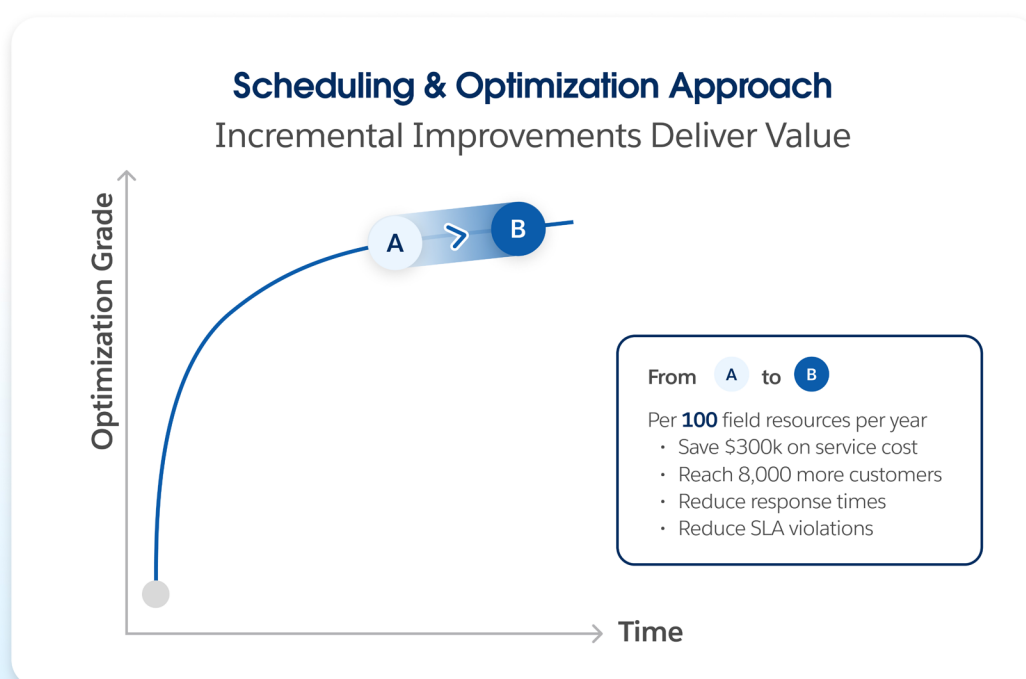 Scheduling & Optimization Approach
Incremental Improvements Deliver Value
Optimization Grade
A
B
From A to B
Per 100 field resources per year
· Save $300k on service cost
· Reach 8,000 more customers
· Reduce response times
· Reduce SLA violations
Time